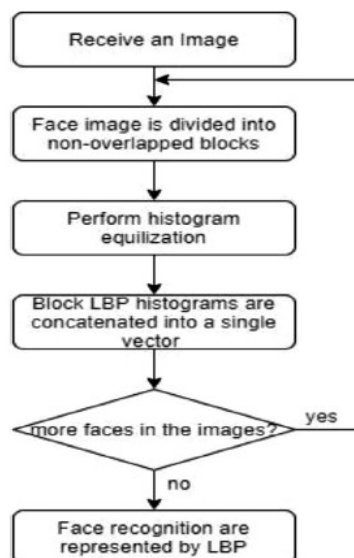 Receive an Image
Face image is divided into
non-overlapped blocks
Perform histogram
equilization
Block LBP histograms are
concatenated into a single
vector
more faces in the images?
yes
no
Face recognition are
represented by LBP